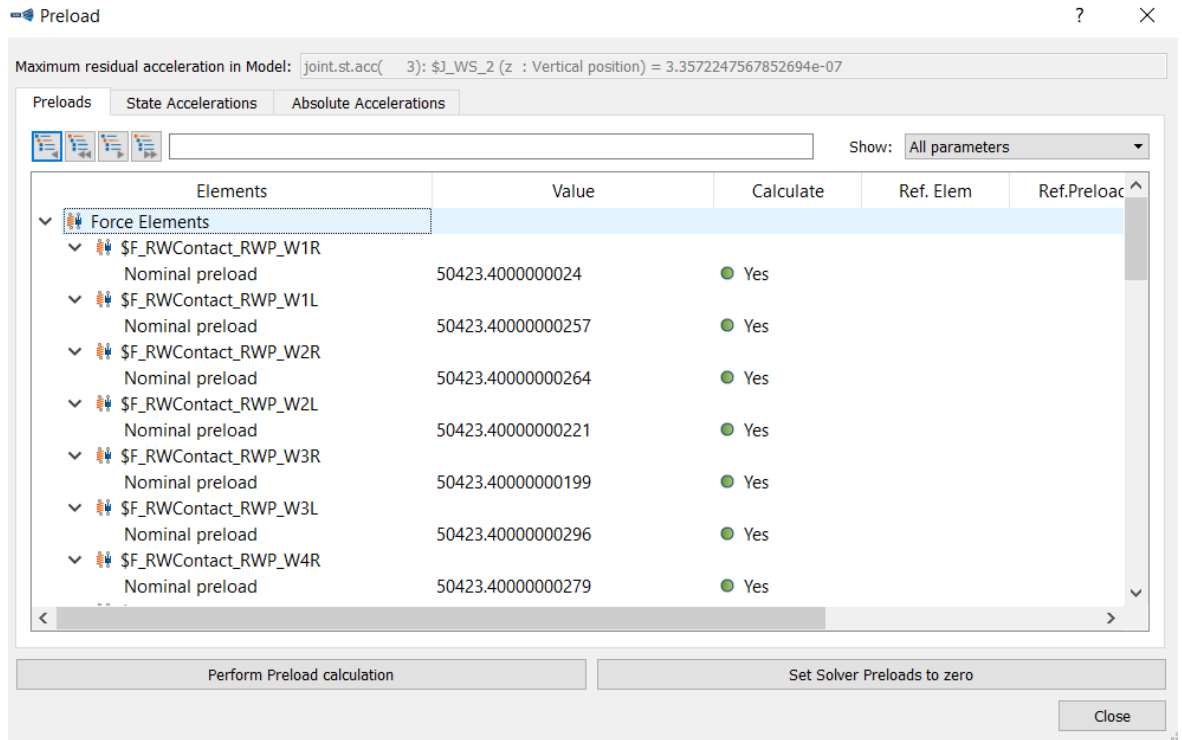 Preload
Maximum residual acceleration in Model: joint.st.acc( 3): $J_WS_2 (z : Vertical position) = 3.3572247567852694e-07
Preloads State Accelerations Absolute Accelerations
Show: All parameters
Elements Value Calculate Ref. Elem Ref.Preload
Force Elements
$F_RWContact_RWP_W1R
Nominal preload 50423.4000000024 Yes
$F_RWContact_RWP_W1L
Nominal preload 50423.40000000257 Yes
$F_RWContact_RWP_W2R
Nominal preload 50423.40000000264 Yes
$F_RWContact_RWP_W2L
Nominal preload 50423.40000000221 Yes
$F_RWContact_RWP_W3R
Nominal preload 50423.40000000199 Yes
$F_RWContact_RWP_W3L
Nominal preload 50423.40000000296 Yes
$F_RWContact_RWP_W4R
Nominal preload 50423.40000000279 Yes
Perform Preload calculation Set Solver Preloads to zero
Close